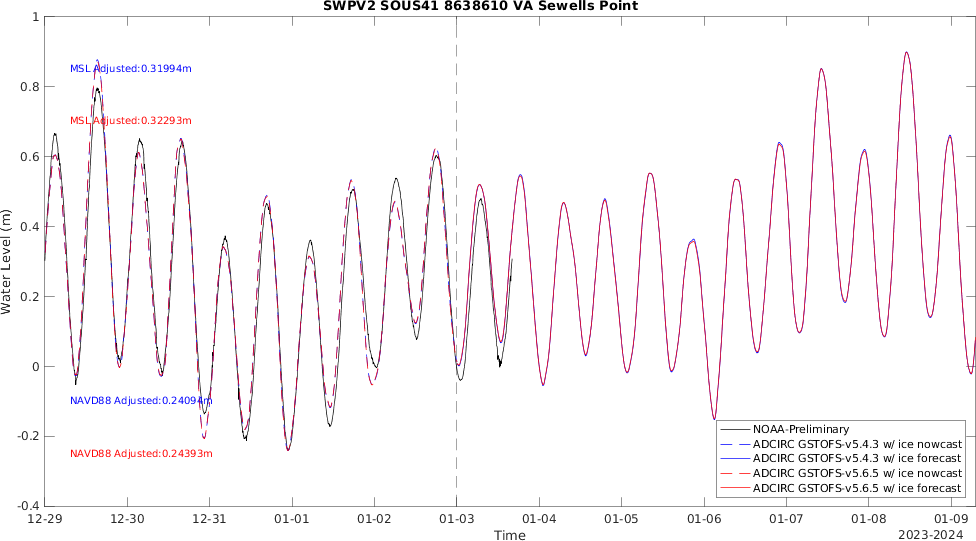 SWPV2 SOUS41 8638610 VA Sewells Point
1
0.8
0.6
0.4
0.2
0
-0.2
-0.4
Water Level (m)
MSL Adjusted:0.31994m
MSL Adjusted:0.32293m
NAVD88 Adjusted:0.24094m
NAVD88 Adjusted:0.24393m
NOAA-Preliminary
ADCIRC GSTOFS-v5.4.3 w/ ice nowcast
ADCIRC GSTOFS-v5.4.3 w/ ice forecast
ADCIRC GSTOFS-v5.6.5 w/ ice nowcast
ADCIRC GSTOFS-v5.6.5 w/ ice forecast
12-29 12-30 12-31 01-01 01-02 01-03 01-04 01-05 01-06 01-07 01-08 01-09
Time
2023-2024